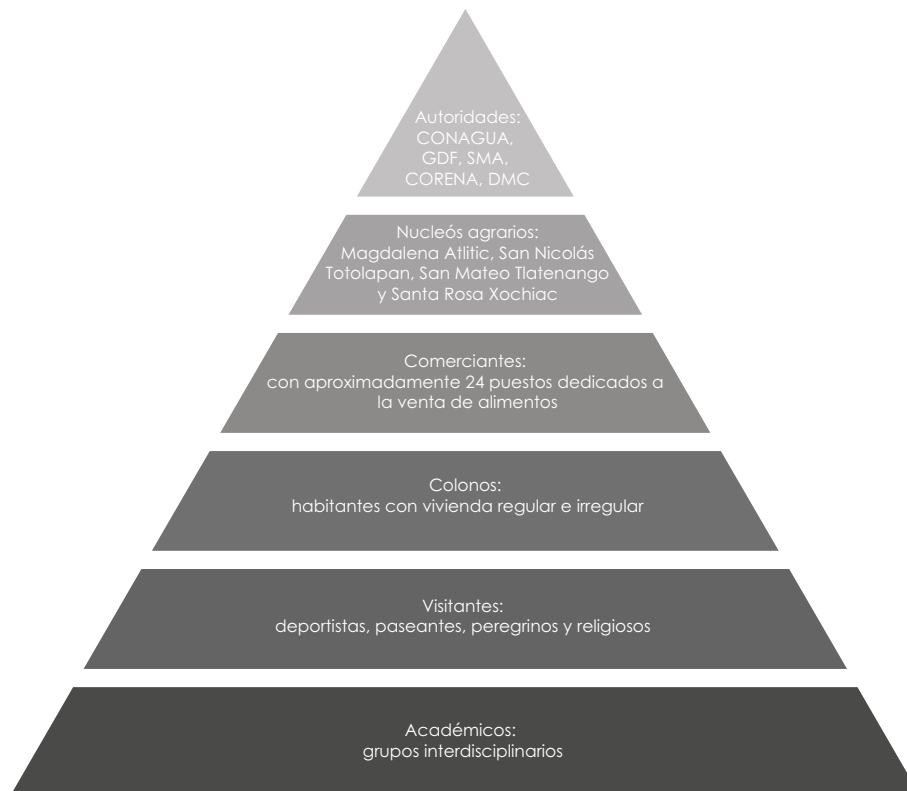 Autoridades:
CONAGUA,
GDF, SMA,
CORENA, DMC
Nucleós agrarios:
Magdalena Atlitic, San Nicolás
Totolapan, San Mateo Tlatenango
y Santa Rosa Xochiac
Comerciantes:
con aproximadamente 24 puestos dedicados a
la venta de alimentos
Colonos:
habitantes con vivienda regular e irregular
Visitantes:
deportistas, paseantes, peregrinos y religiosos
Académicos:
grupos interdisciplinarios